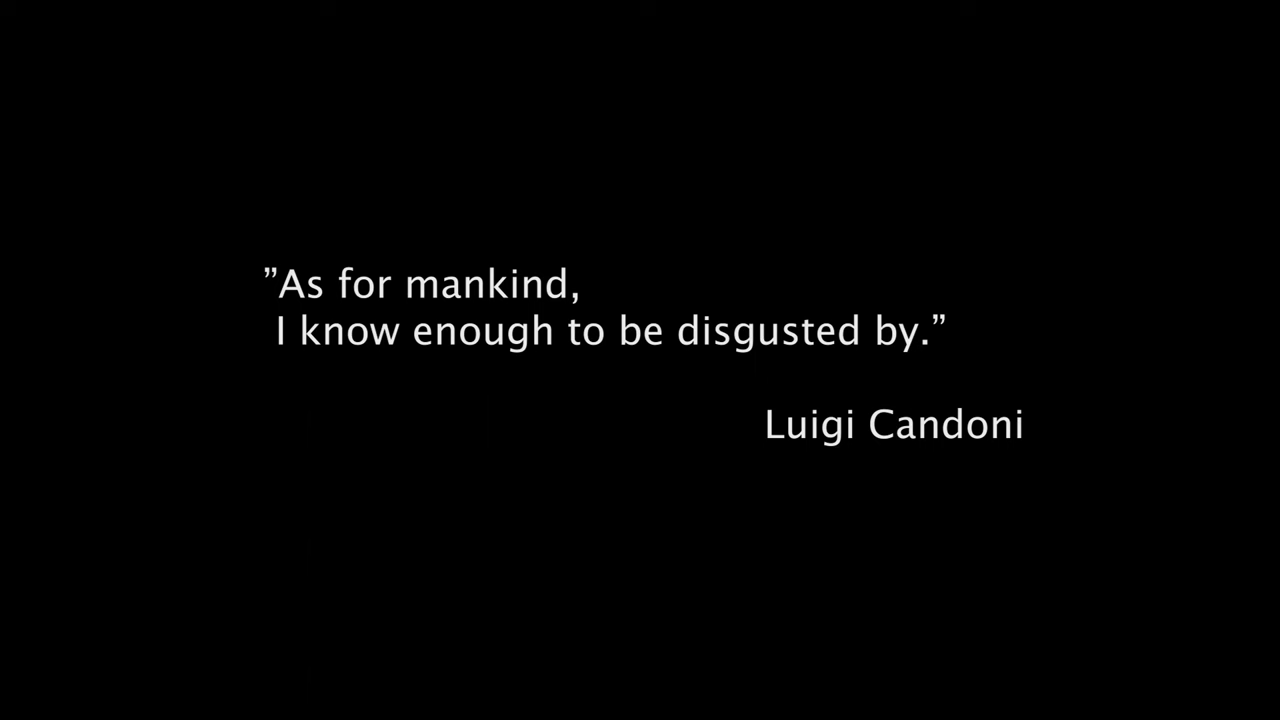 ”As for mankind,
I know enough to be disgusted by.”
Luigi Candoni